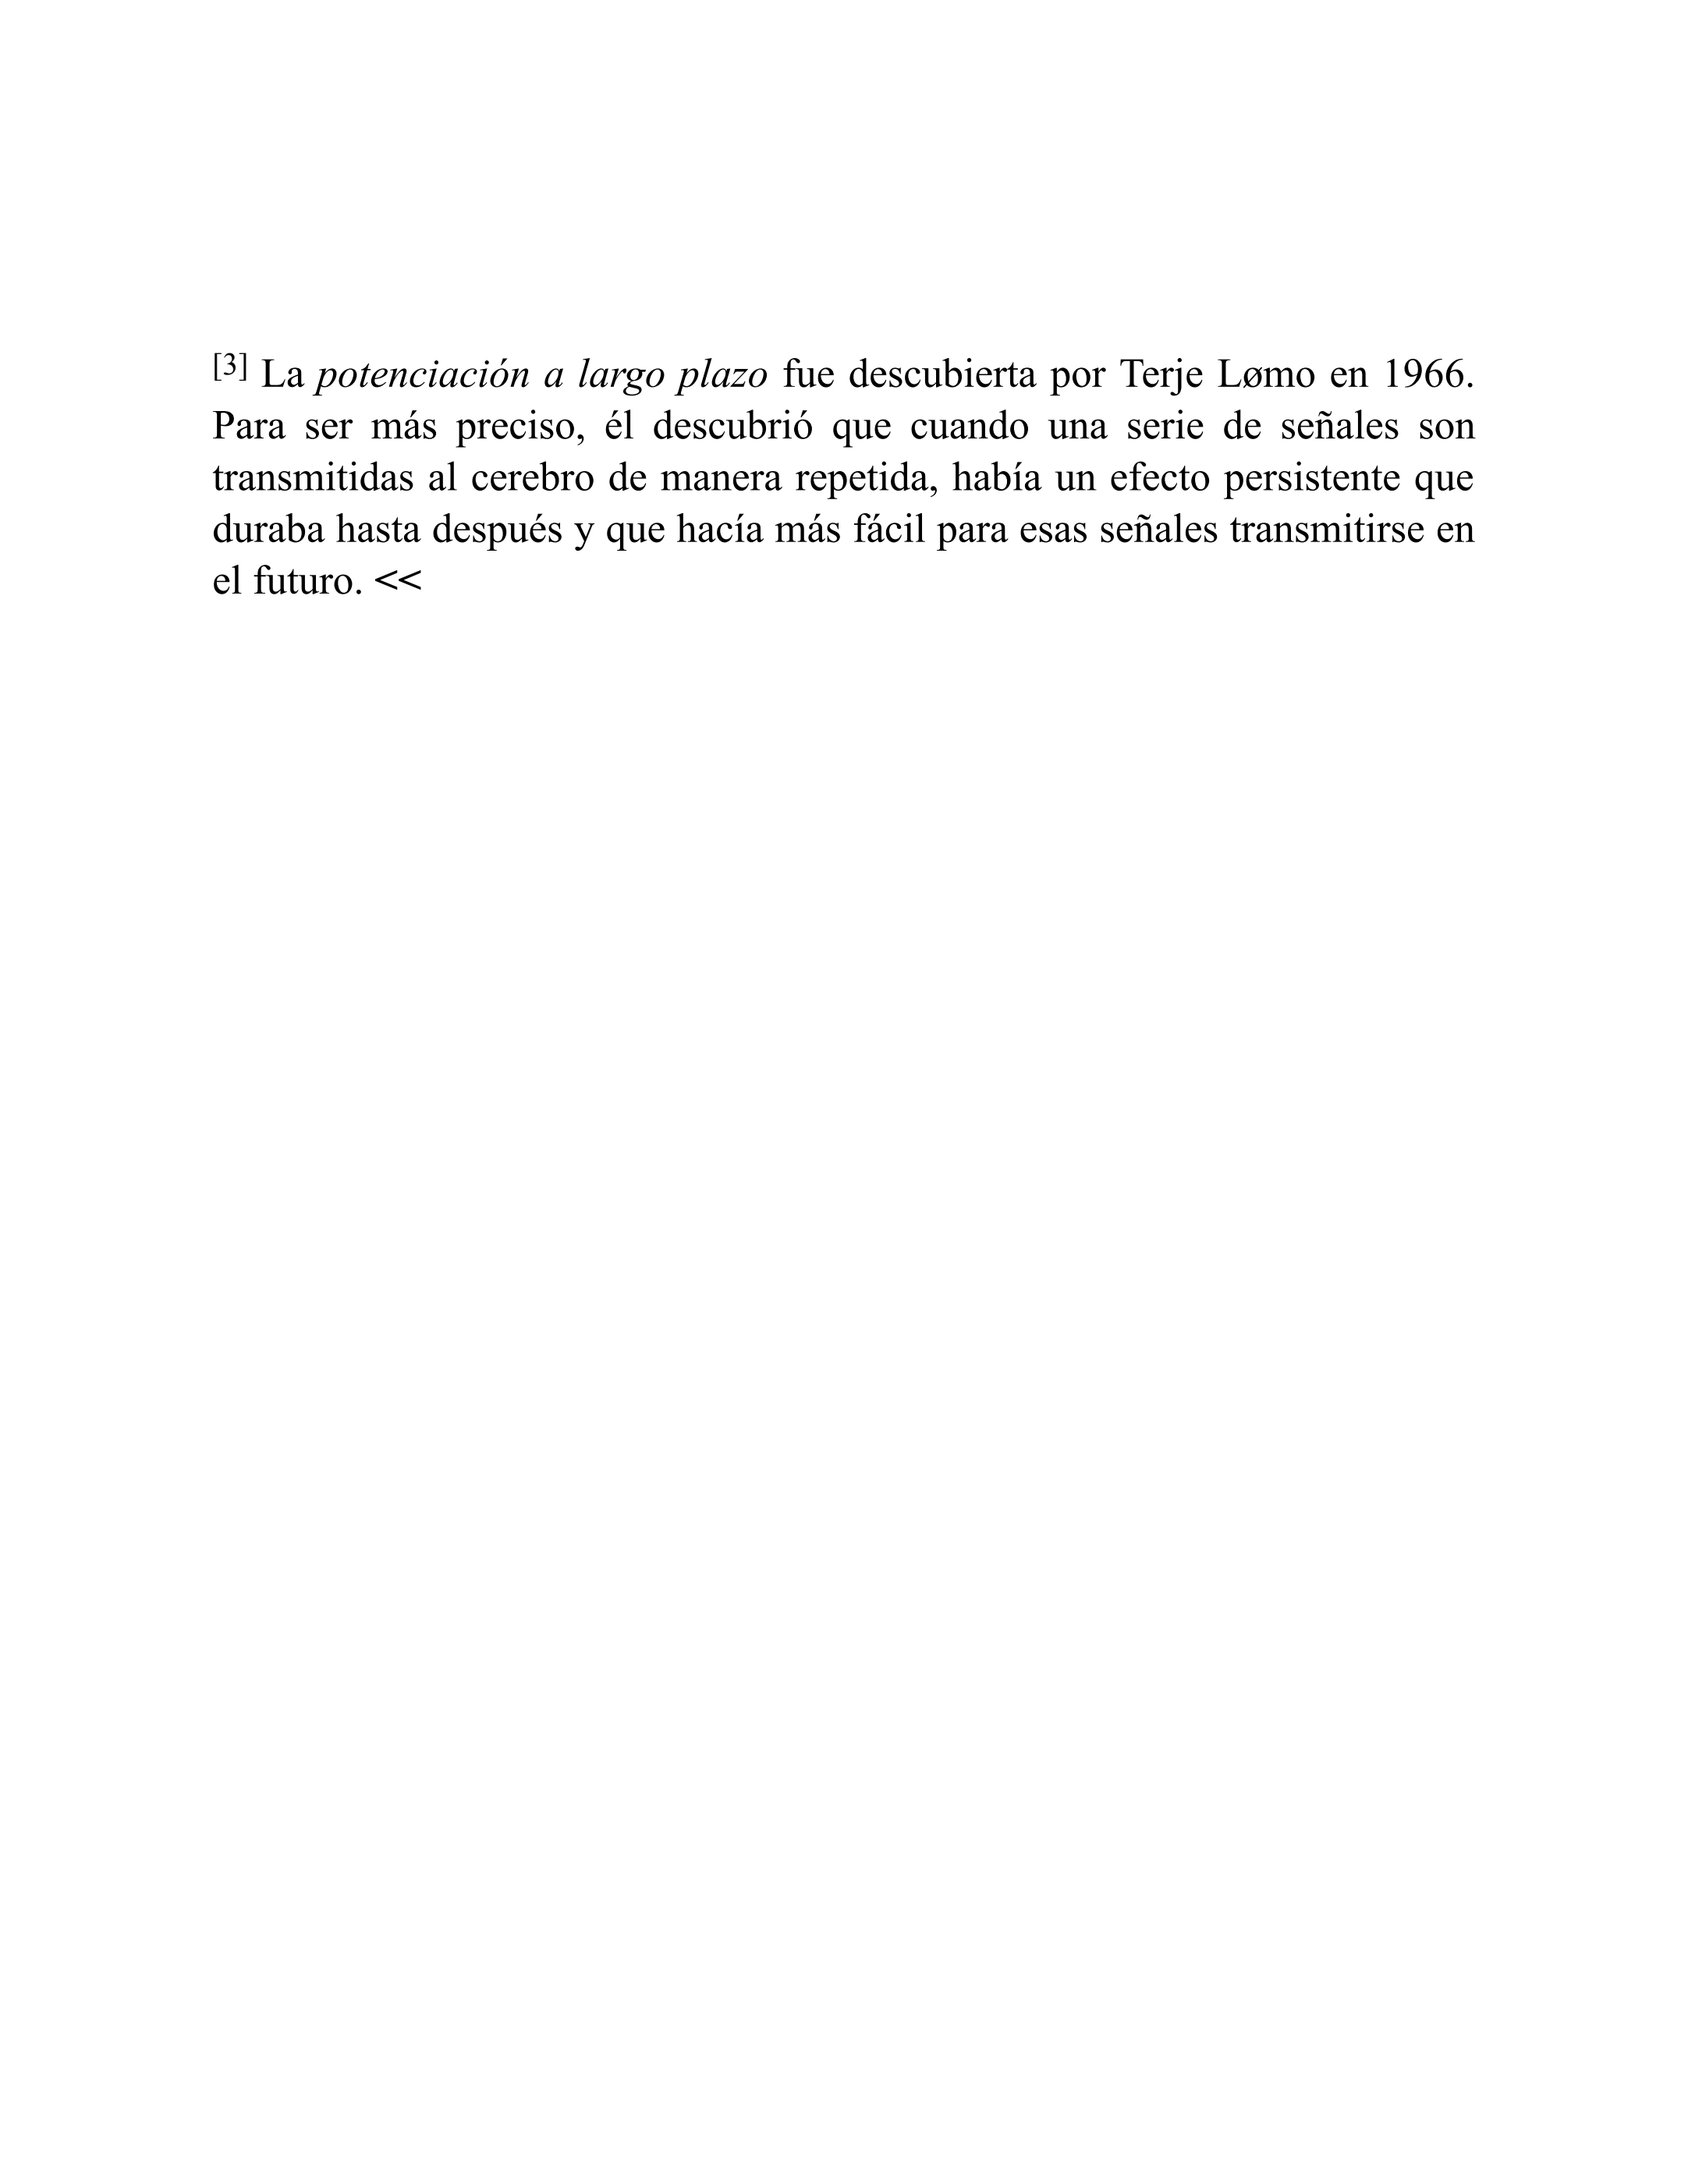 [3] La potenciación a largo plazo fue descubierta por Terje Lømo en 1966.
Para ser más preciso, él descubrió que cuando una serie de señales son
transmitidas al cerebro de manera repetida, había un efecto persistente que
duraba hasta después y que hacía más fácil para esas señales transmitirse en
el futuro. <<